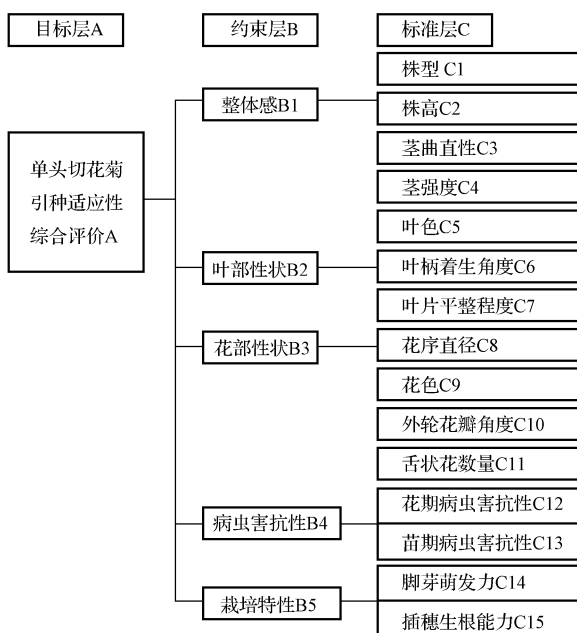 目标层A
约束层B
标准层C
单头切花菊
引种适应性
综合评价A
整体感B1
叶部性状B2
花部性状B3
病虫害抗性B4
栽培特性B5
株型 C1
株高C2
茎曲直性C3
茎强度C4
叶色C5
叶柄着生角度C6
叶片平整程度C7
花序直径C8
花色C9
外轮花瓣角度C10
舌状花数量C11
花期病虫害抗性C12
苗期病虫害抗性C13
脚芽萌发力C14
插穗生根能力C15